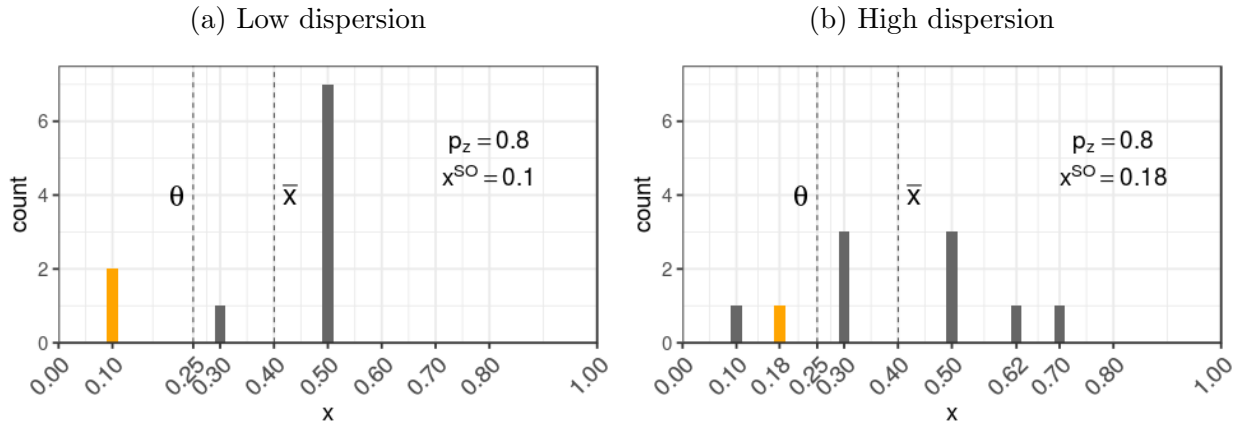 (a) Low dispersion
6
4
2
0
count
θ
x̄
p_z = 0.8
x^SO = 0.1
0.00 0.10 0.25 0.30 0.40 0.50 0.60 0.70 0.80 1.00
x
(b) High dispersion
6
4
2
0
count
θ
x̄
p_z = 0.8
x^SO = 0.18
0.00 0.10 0.18 0.25 0.30 0.40 0.50 0.62 0.70 0.80 1.00
x